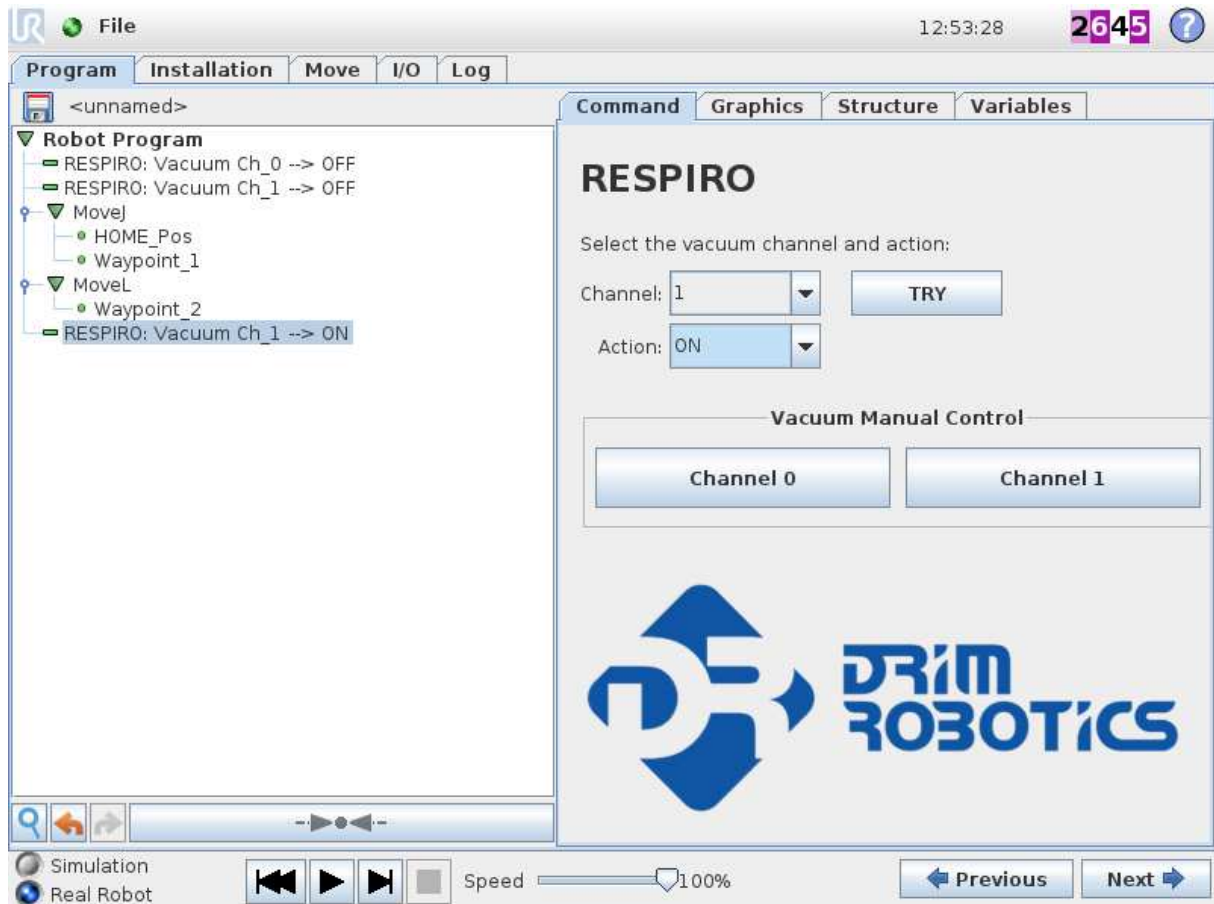 UR File 12:53:28 2645 ?
Program Installation Move I/O Log
<unnamed>
Command Graphics Structure Variables
Robot Program
RESPIRO: Vacuum Ch_0 --> OFF
RESPIRO: Vacuum Ch_1 --> OFF
MoveJ
HOME_Pos
Waypoint_1
MoveL
Waypoint_2
RESPIRO: Vacuum Ch_1 --> ON
RESPIRO
Select the vacuum channel and action:
Channel: 1 TRY
Action: ON
Vacuum Manual Control
Channel 0 Channel 1
DR
DRiM
ROBOTiCS
Simulation
Real Robot
Speed 100% Previous Next